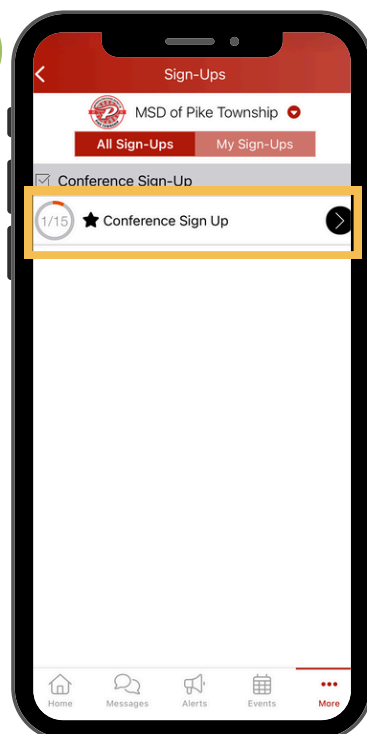 Sign-Ups
MSD of Pike Township
All Sign-Ups My Sign-Ups
Conference Sign-Up
1/15 Conference Sign Up
Home Messages Alerts Events More